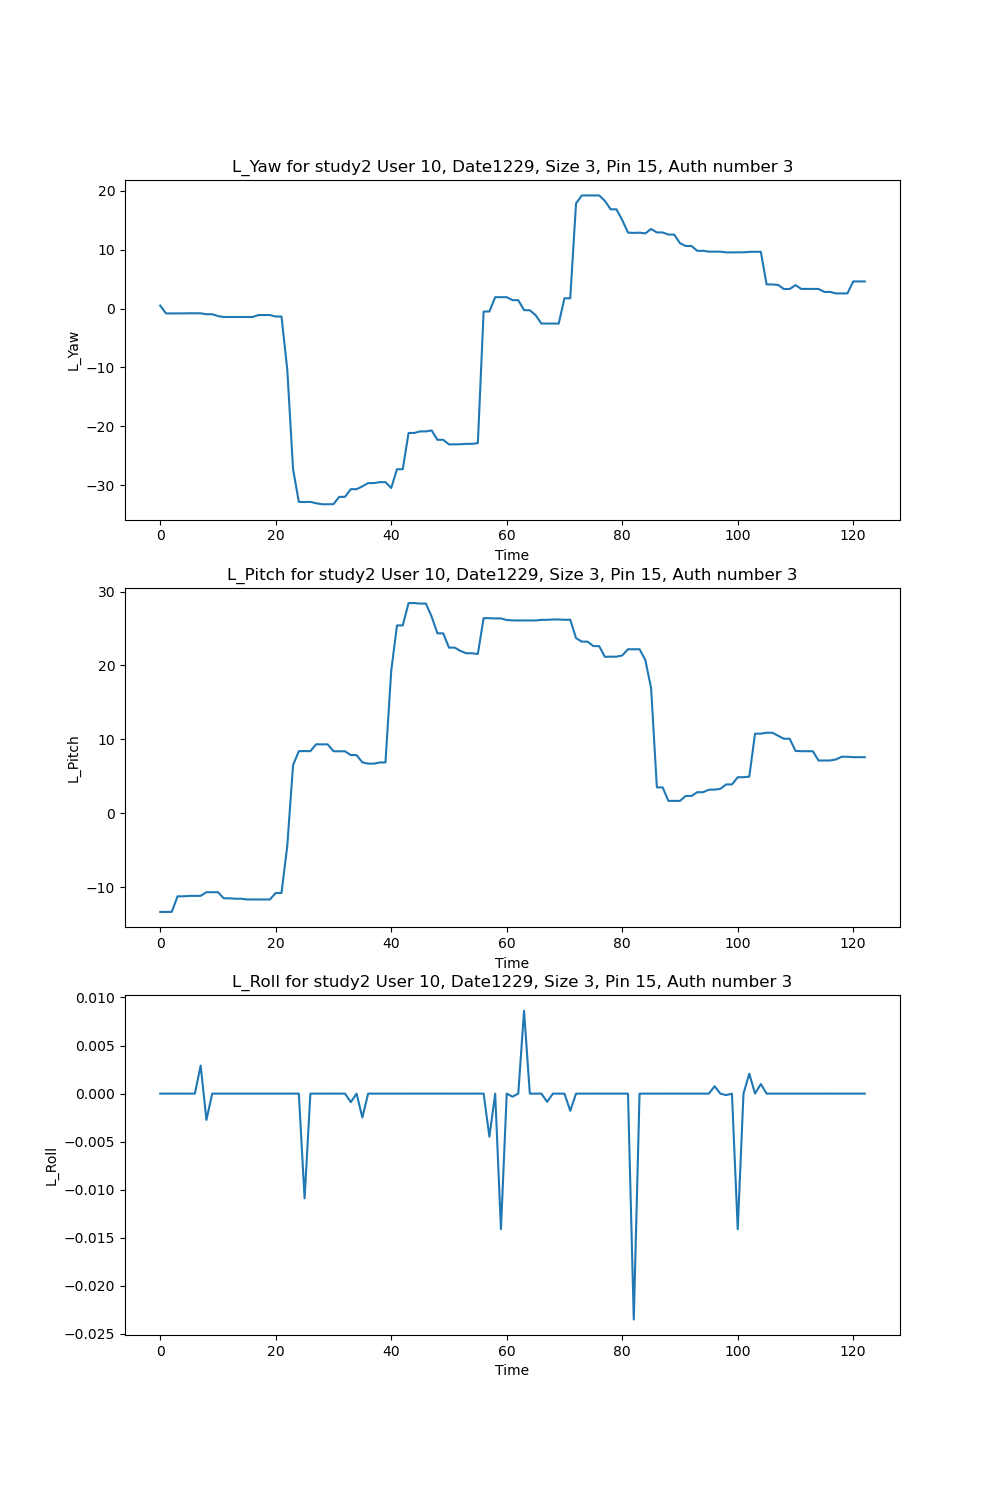 L_Yaw for study2 User 10, Date1229, Size 3, Pin 15, Auth number 3
20
10
0
−10
−20
−30
L_Yaw
0 20 40 60 80 100 120
Time
L_Pitch for study2 User 10, Date1229, Size 3, Pin 15, Auth number 3
30
20
10
0
−10
L_Pitch
0 20 40 60 80 100 120
Time
L_Roll for study2 User 10, Date1229, Size 3, Pin 15, Auth number 3
0.010
0.005
0.000
−0.005
−0.010
−0.015
−0.020
−0.025
L_Roll
0 20 40 60 80 100 120
Time